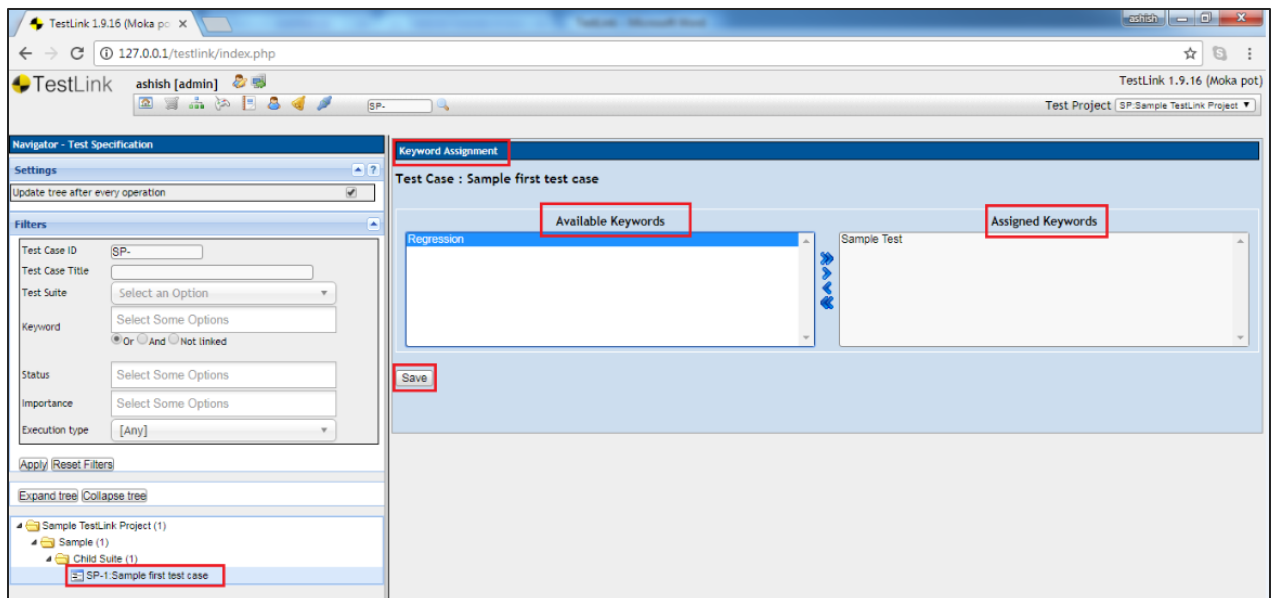 TestLink 1.9.16 (Moka po
TestLink - Microsoft Word
ashish
127.0.0.1/testlink/index.php
TestLink
ashish [admin]
TestLink 1.9.16 (Moka pot)
SP-
Test Project SP:Sample TestLink Project
Navigator - Test Specification
Settings
?
Update tree after every operation
Filters
Test Case ID SP-
Test Case Title
Test Suite Select an Option
Keyword Select Some Options
Or And Not linked
Status Select Some Options
Importance Select Some Options
Execution type [Any]
Apply Reset Filters
Expand tree Collapse tree
Sample TestLink Project (1)
Sample (1)
Child Suite (1)
SP-1:Sample first test case
Keyword Assignment
Test Case : Sample first test case
Available Keywords
Assigned Keywords
Regression
Sample Test
Save